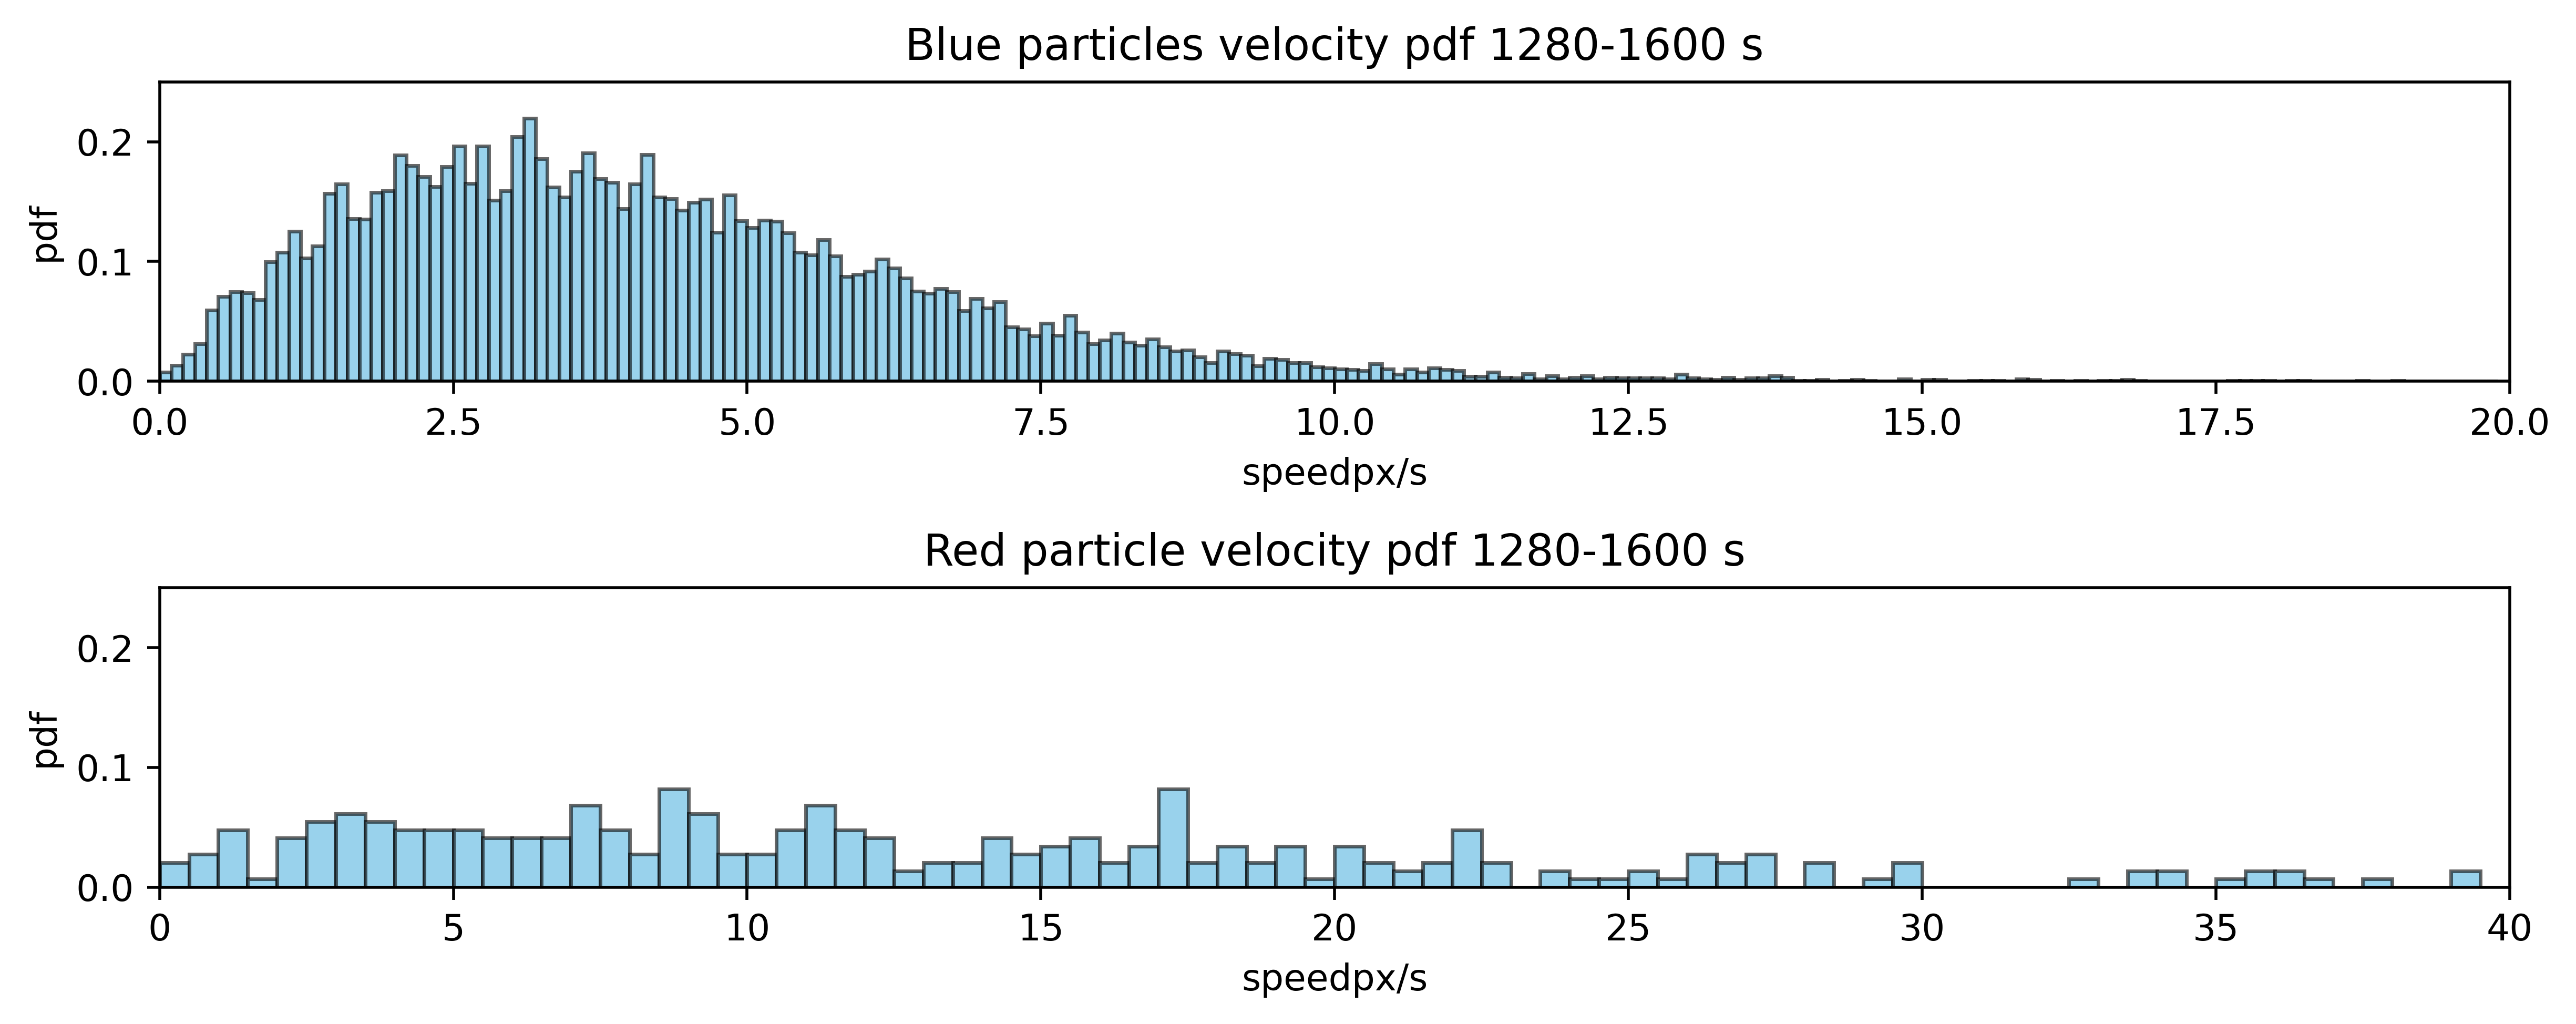 Blue particles velocity pdf 1280-1600 s
pdf
0.2
0.1
0.0
0.0 2.5 5.0 7.5 10.0 12.5 15.0 17.5 20.0
speedpx/s
Red particle velocity pdf 1280-1600 s
pdf
0.2
0.1
0.0
0 5 10 15 20 25 30 35 40
speedpx/s